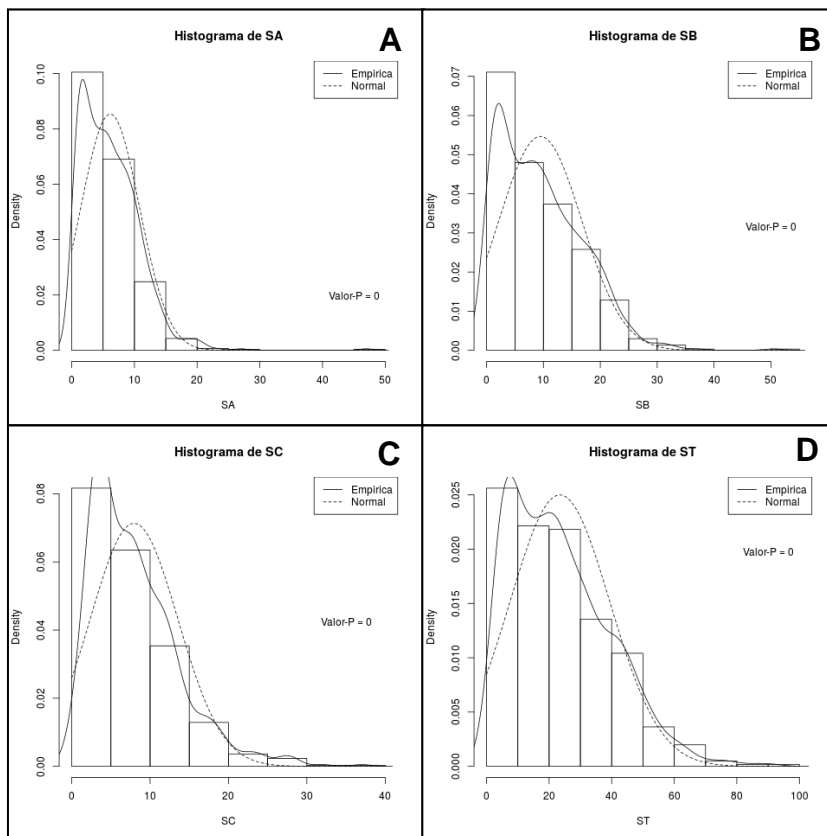 Histograma de SA
A
Empirica
Normal
Density
0.00
0.02
0.04
0.06
0.08
0.10
Valor-P = 0
0 10 20 30 40 50
SA
Histograma de SB
B
Empirica
Normal
Density
0.00
0.01
0.02
0.03
0.04
0.05
0.06
0.07
Valor-P = 0
0 10 20 30 40 50
SB
Histograma de SC
C
Empirica
Normal
Density
0.00
0.02
0.04
0.06
0.08
Valor-P = 0
0 10 20 30 40
SC
Histograma de ST
D
Empirica
Normal
Density
0.000
0.005
0.010
0.015
0.020
0.025
Valor-P = 0
0 20 40 60 80 100
ST